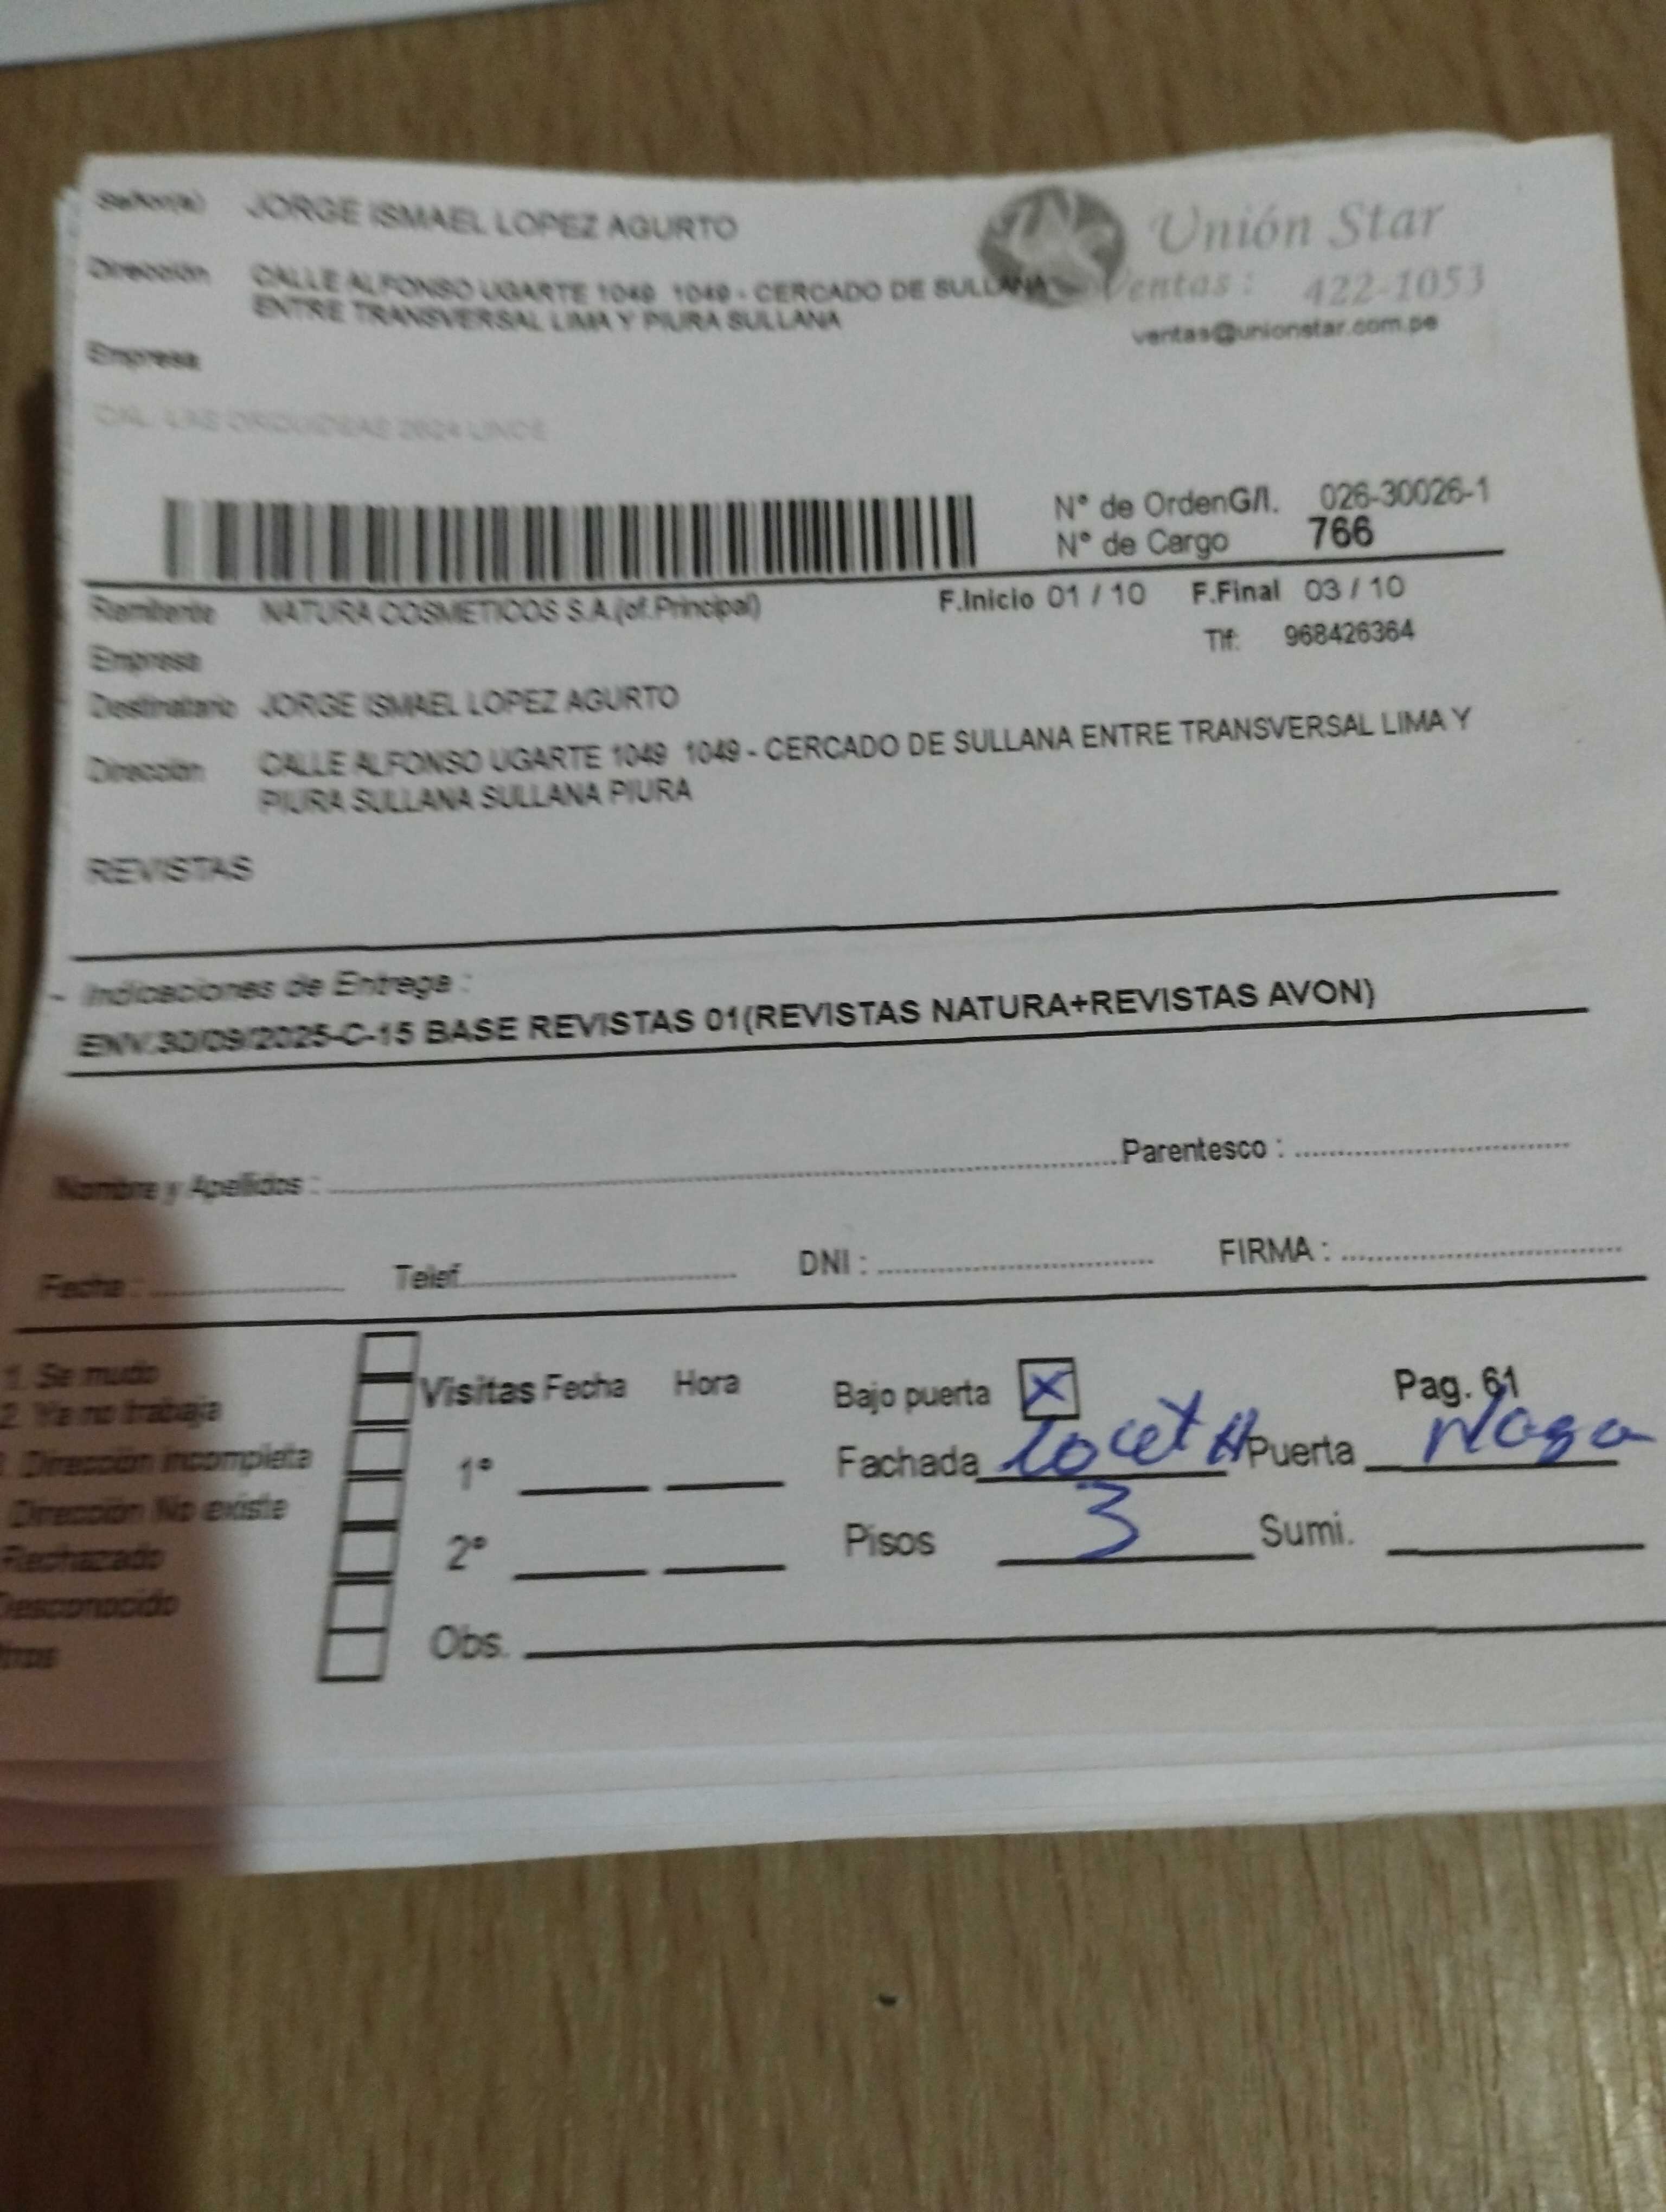 Señor(a) JORGE ISMAEL LOPEZ AGURTO
Unión Star
Dirección CALLE ALFONSO UGARTE 1049 1049 - CERCADO DE SULLANA
ENTRE TRANSVERSAL LIMA Y PIURA SULLANA
Ventas: 422-1053
ventas@unionstar.com.pe
Empresa
CAL. LAS ORQUIDEAS 2624 LINCE
N° de OrdenG/I. 026-30026-1
N° de Cargo 766
Remitente NATURA COSMETICOS S.A.(of.Principal) F.Inicio 01 / 10 F.Final 03 / 10
Empresa Tlf: 968426364
Destinatario JORGE ISMAEL LOPEZ AGURTO
Dirección CALLE ALFONSO UGARTE 1049 1049 - CERCADO DE SULLANA ENTRE TRANSVERSAL LIMA Y
PIURA SULLANA SULLANA PIURA
REVISTAS
- Indicaciones de Entrega :
ENV.30/09/2025-C-15 BASE REVISTAS 01(REVISTAS NATURA+REVISTAS AVON)
Nombre y Apellidos : Parentesco :
Fecha : Telef. DNI : FIRMA :
1. Se mudo
2. Ya no trabaja
Dirección incompleta
Dirección No existe
Rechazado
Desconocido
Visitas Fecha Hora
1°
2°
Obs.
Bajo puerta X Pag. 61
Fachada Puerta
Pisos 3 Sumi.